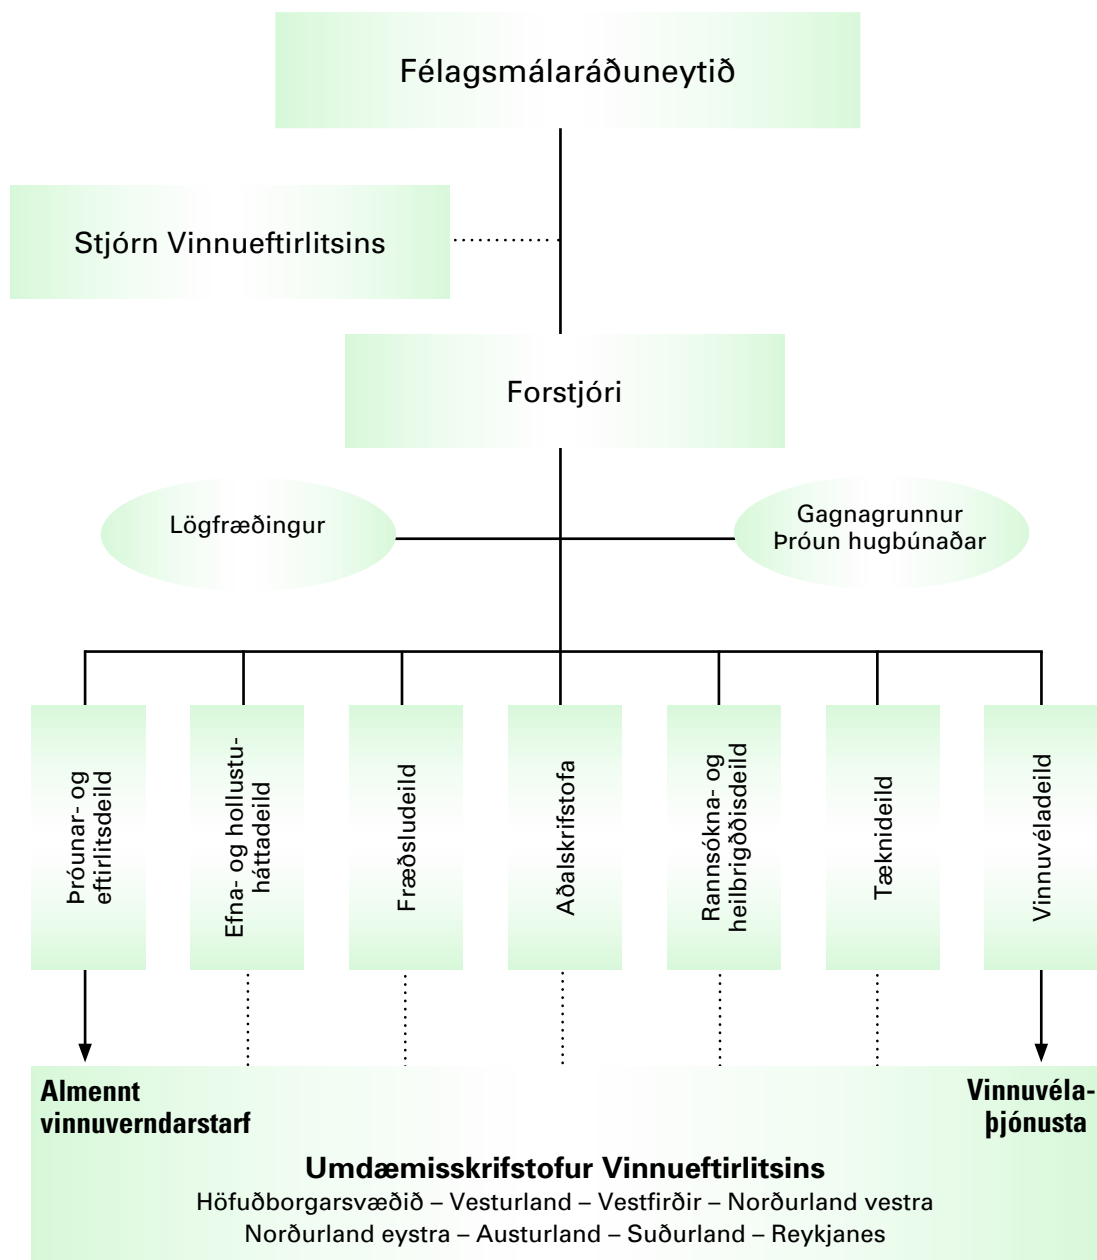 Félagsmálaráðuneytið
Stjórn Vinnueftirlitsins
Forstjóri
Lögfræðingur
Gagnagrunnur
Þróun hugbúnaðar
Þróunar- og
eftirlitsdeild
Efna- og hollustu-
háttadeild
Fræðsludeild
Aðalskrifstofa
Rannsókna- og
heilbrigððisdeild
Tæknideild
Vinnuvéladeild
Almennt
vinnuverndarstarf
Vinnuvéla-
þjónusta
Umdæmisskrifstofur Vinnueftirlitsins
Höfuðborgarsvæðið – Vesturland – Vestfirðir – Norðurland vestra
Norðurland eystra – Austurland – Suðurland – Reykjanes